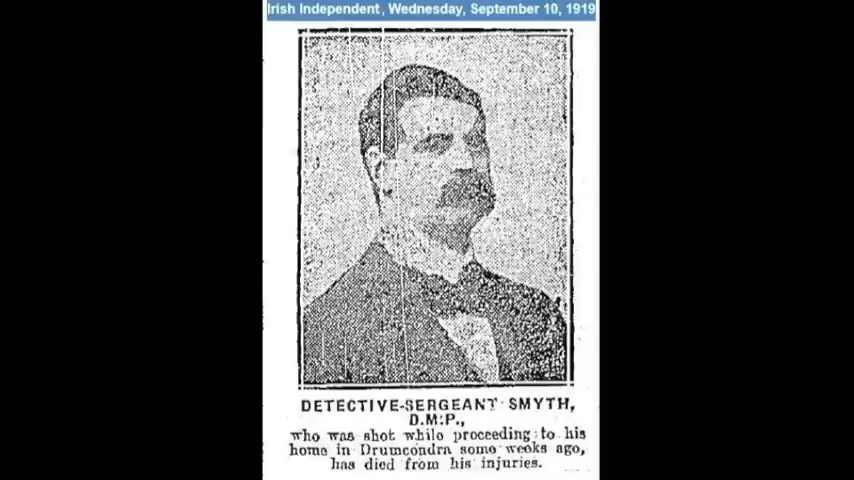 Irish Independent, Wednesday, September 10, 1919
DETECTIVE-SERGEANT SMYTH,
D.M.P.,
who was shot while proceeding to his
home in Drumcondra some weeks ago,
has died from his injuries.